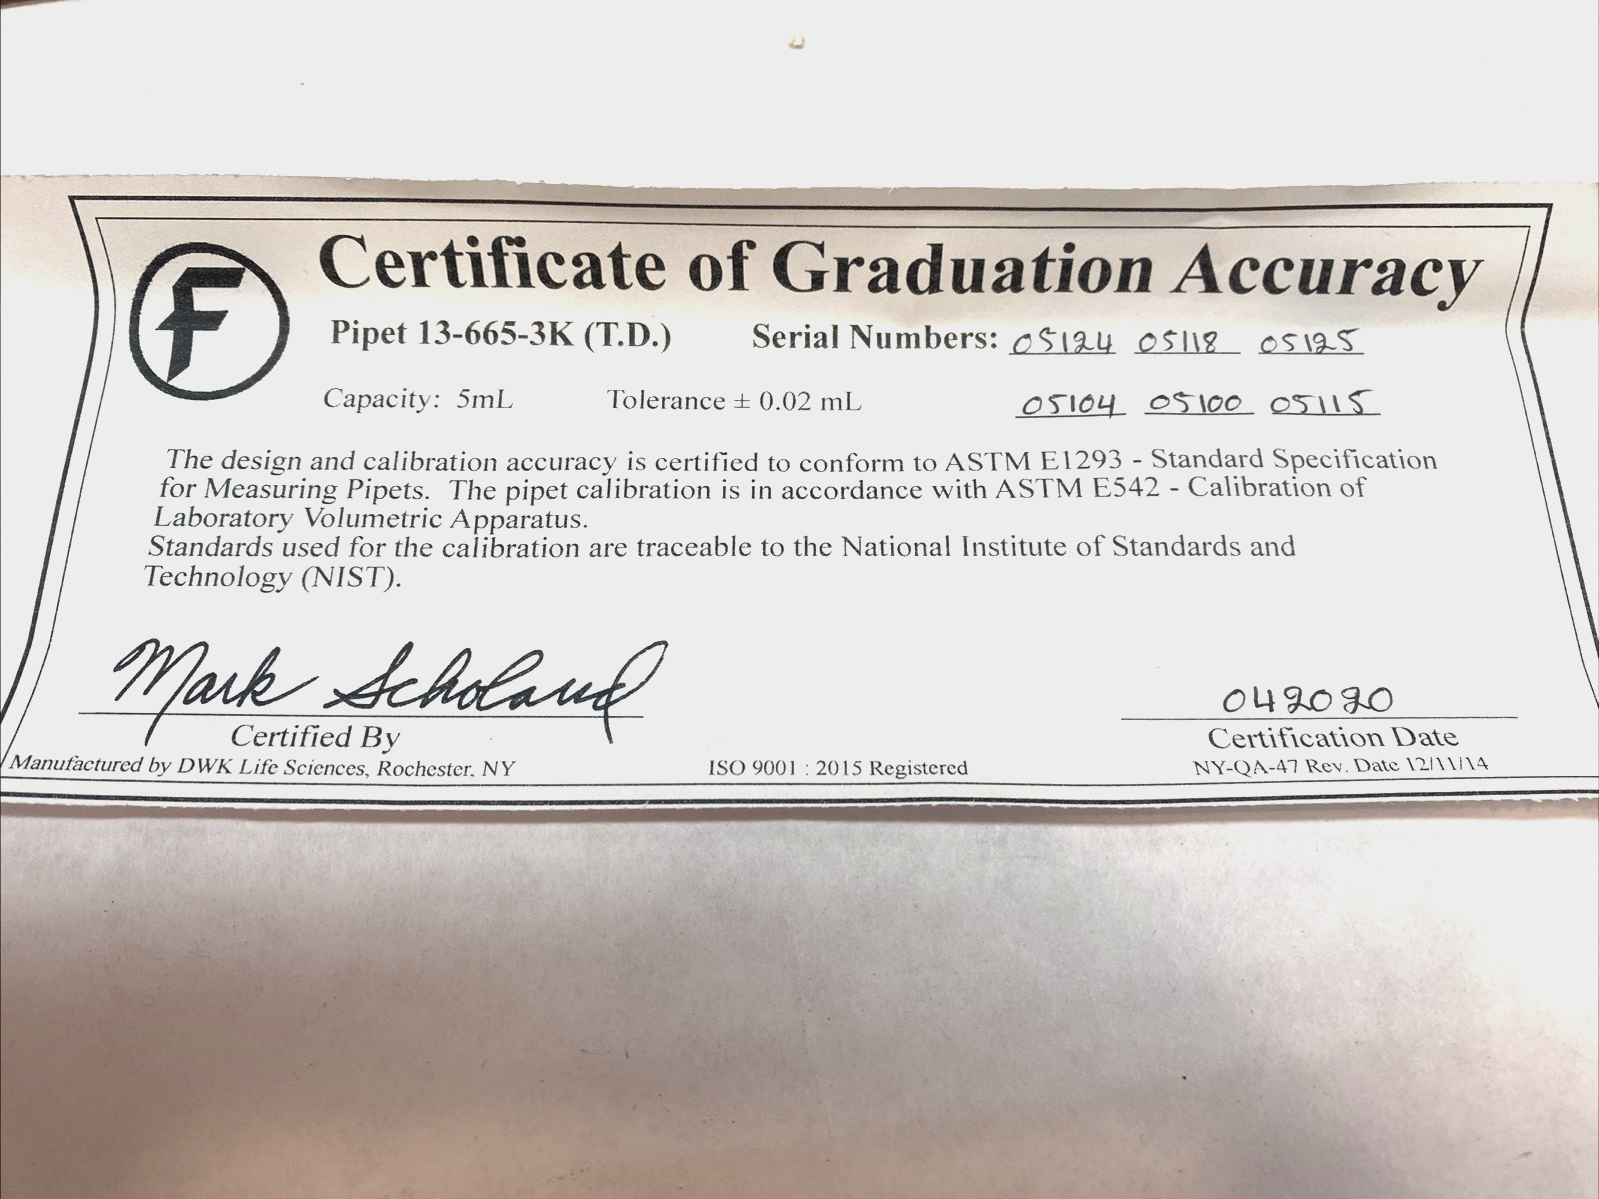 F
Certificate of Graduation Accuracy
Pipet 13-665-3K (T.D.) Serial Numbers: 05124 05118 05125
Capacity: 5mL Tolerance ± 0.02 mL 05104 05100 05115
The design and calibration accuracy is certified to conform to ASTM E1293 - Standard Specification
for Measuring Pipets. The pipet calibration is in accordance with ASTM E542 - Calibration of
Laboratory Volumetric Apparatus.
Standards used for the calibration are traceable to the National Institute of Standards and
Technology (NIST).
Mark Scholand 042020
Certified By Certification Date
Manufactured by DWK Life Sciences, Rochester, NY ISO 9001 : 2015 Registered NY-QA-47 Rev. Date 12/11/14